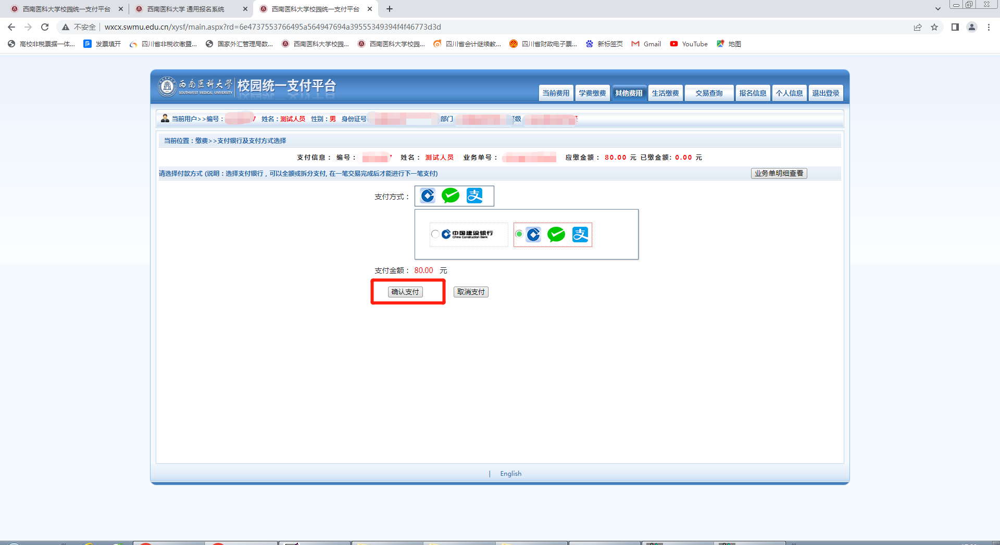 西南医科大学校园统一支付平台
西南医科大学 通用报名系统
西南医科大学校园统一支付平台
不安全 wxcx.swmu.edu.cn/xysf/main.aspx?rd=6e4737553766495a564947694a39555349394f4f46773d3d
高校非税票据一体... 发票填开 四川省非税收缴暨... 国家外汇管理局数... 西南医科大学校园... 西南医科大学校园... 四川省会计继续教... 四川省财政电子票... 新标签页 Gmail YouTube 地图
西南医科大学 校园统一支付平台
SOUTHWEST MEDICAL UNIVERSITY
当前费用 学费缴费 其他费用 生活缴费 交易查询 报名信息 个人信息 退出登录
当前用户>>编号： 姓名：测试人员 性别：男 身份证号 部门 级
当前位置：缴费>>支付银行及支付方式选择
支付信息： 编号： 姓名： 测试人员 业务单号： 应缴金额： 80.00 元 已缴金额: 0.00 元
请选择付款方式 (说明：选择支付银行，可以全额或拆分支付, 在一笔交易完成后才能进行下一笔支付) 业务单明细查看
支付方式： 支
中国建设银行 支
China Construction Bank
支付金额： 80.00 元
确认支付 取消支付
| English